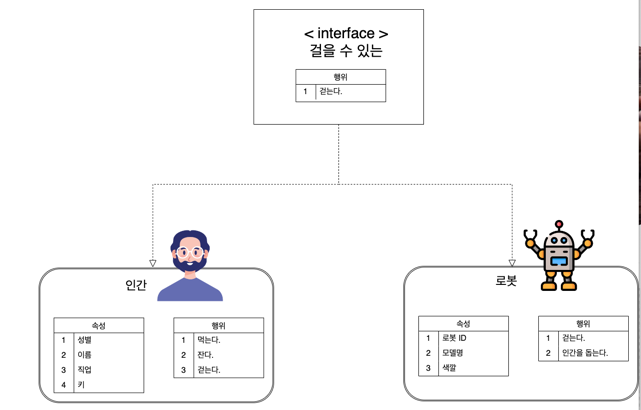 < interface >
걸을 수 있는
행위
1 걷는다.
인간
속성
1 성별
2 이름
3 직업
4 키
행위
1 먹는다.
2 잔다.
3 걷는다.
로봇
속성
1 로봇 ID
2 모델명
3 색깔
행위
1 걷는다.
2 인간을 돕는다.